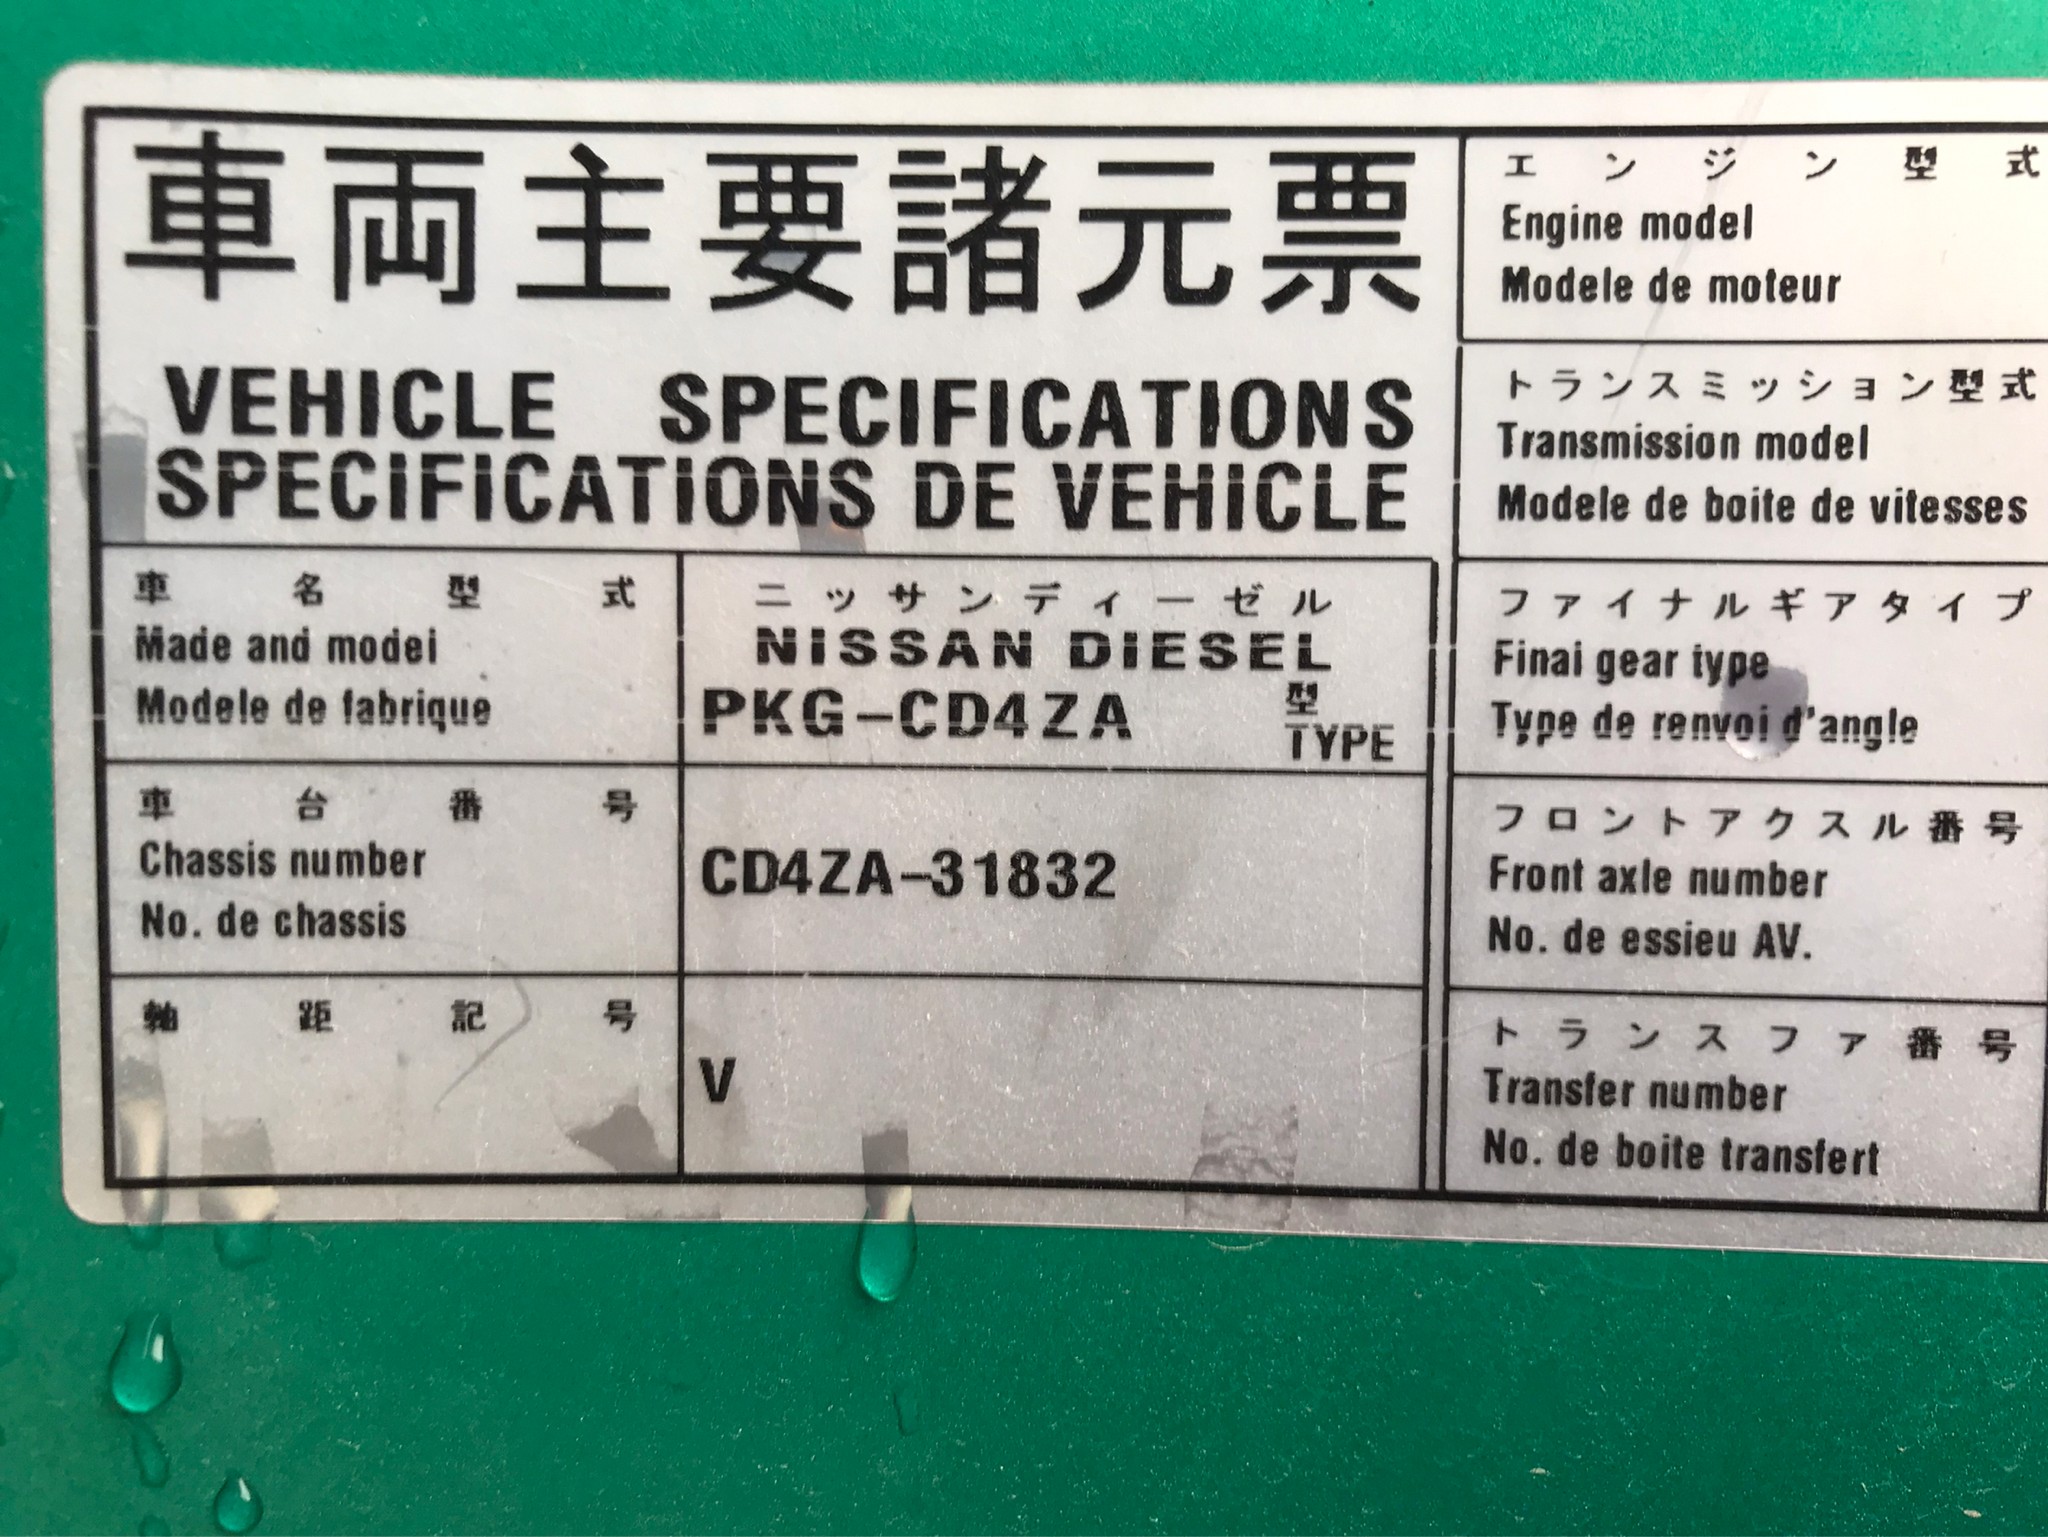 車両主要諸元票
VEHICLE SPECIFICATIONS
SPECIFICATIONS DE VEHICLE
車名型式
Made and model
Modele de fabrique
ニッサンディーゼル
NISSAN DIESEL
PKG-CD4ZA 型
TYPE
車台番号
Chassis number
No. de chassis
CD4ZA-31832
軸距記号
V
エンジン型式
Engine model
Modele de moteur
トランスミッション型式
Transmission model
Modele de boite de vitesses
ファイナルギアタイプ
Final gear type
Type de renvoi d'angle
フロントアクスル番号
Front axle number
No. de essieu AV.
トランスファ番号
Transfer number
No. de boite transfert